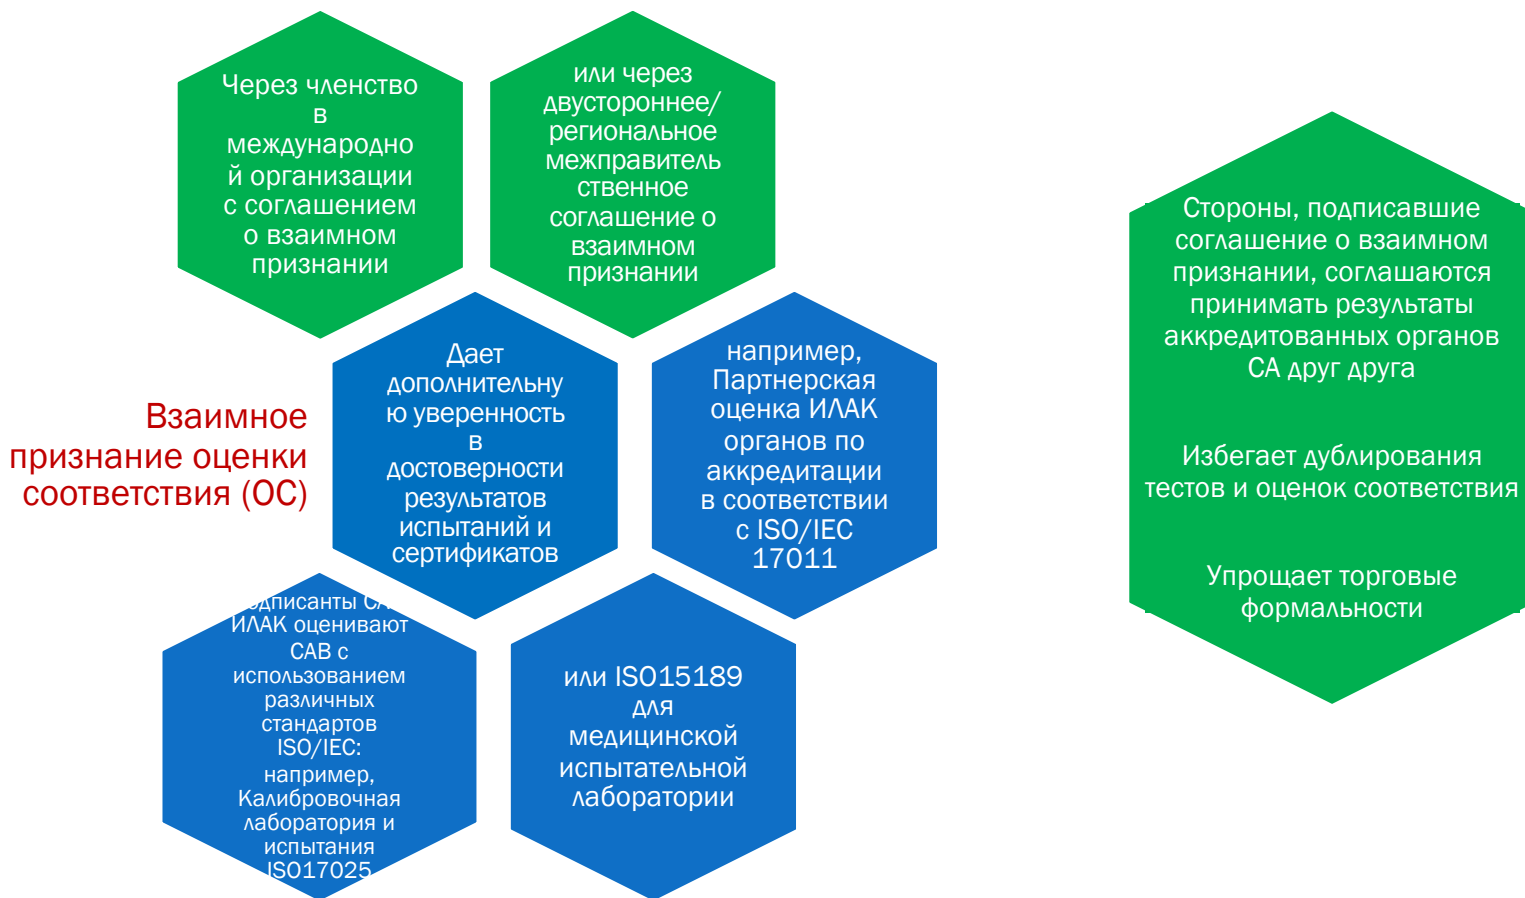 Через членство
в
международно
й организации
с соглашением
о взаимном
признании
или через
двустороннее/
региональное
межправитель
ственное
соглашение о
взаимном
признании
Взаимное
признание оценки
соответствия (ОС)
Дает
дополнительну
ю уверенность
в
достоверности
результатов
испытаний и
сертификатов
например,
Партнерская
оценка ИЛАК
органов по
аккредитации
в соответствии
с ISO/IEC
17011
ИЛАК оценивают
САВ с
использованием
различных
стандартов
ISO/IEC:
например,
Калибровочная
лаборатория и
испытания
ISO17025
или ISO15189
для
медицинской
испытательной
лаборатории
Стороны, подписавшие
соглашение о взаимном
признании, соглашаются
принимать результаты
аккредитованных органов
СА друг друга
Избегает дублирования
тестов и оценок соответствия
Упрощает торговые
формальности